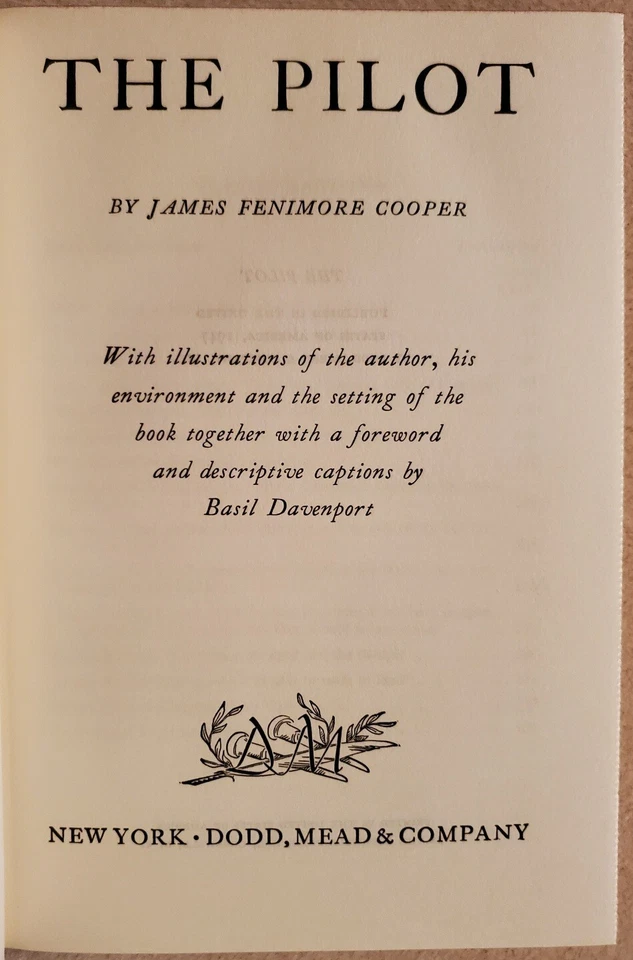 THE PILOT
BY JAMES FENIMORE COOPER
With illustrations of the author, his
environment and the setting of the
book together with a foreword
and descriptive captions by
Basil Davenport
NEW YORK · DODD, MEAD & COMPANY